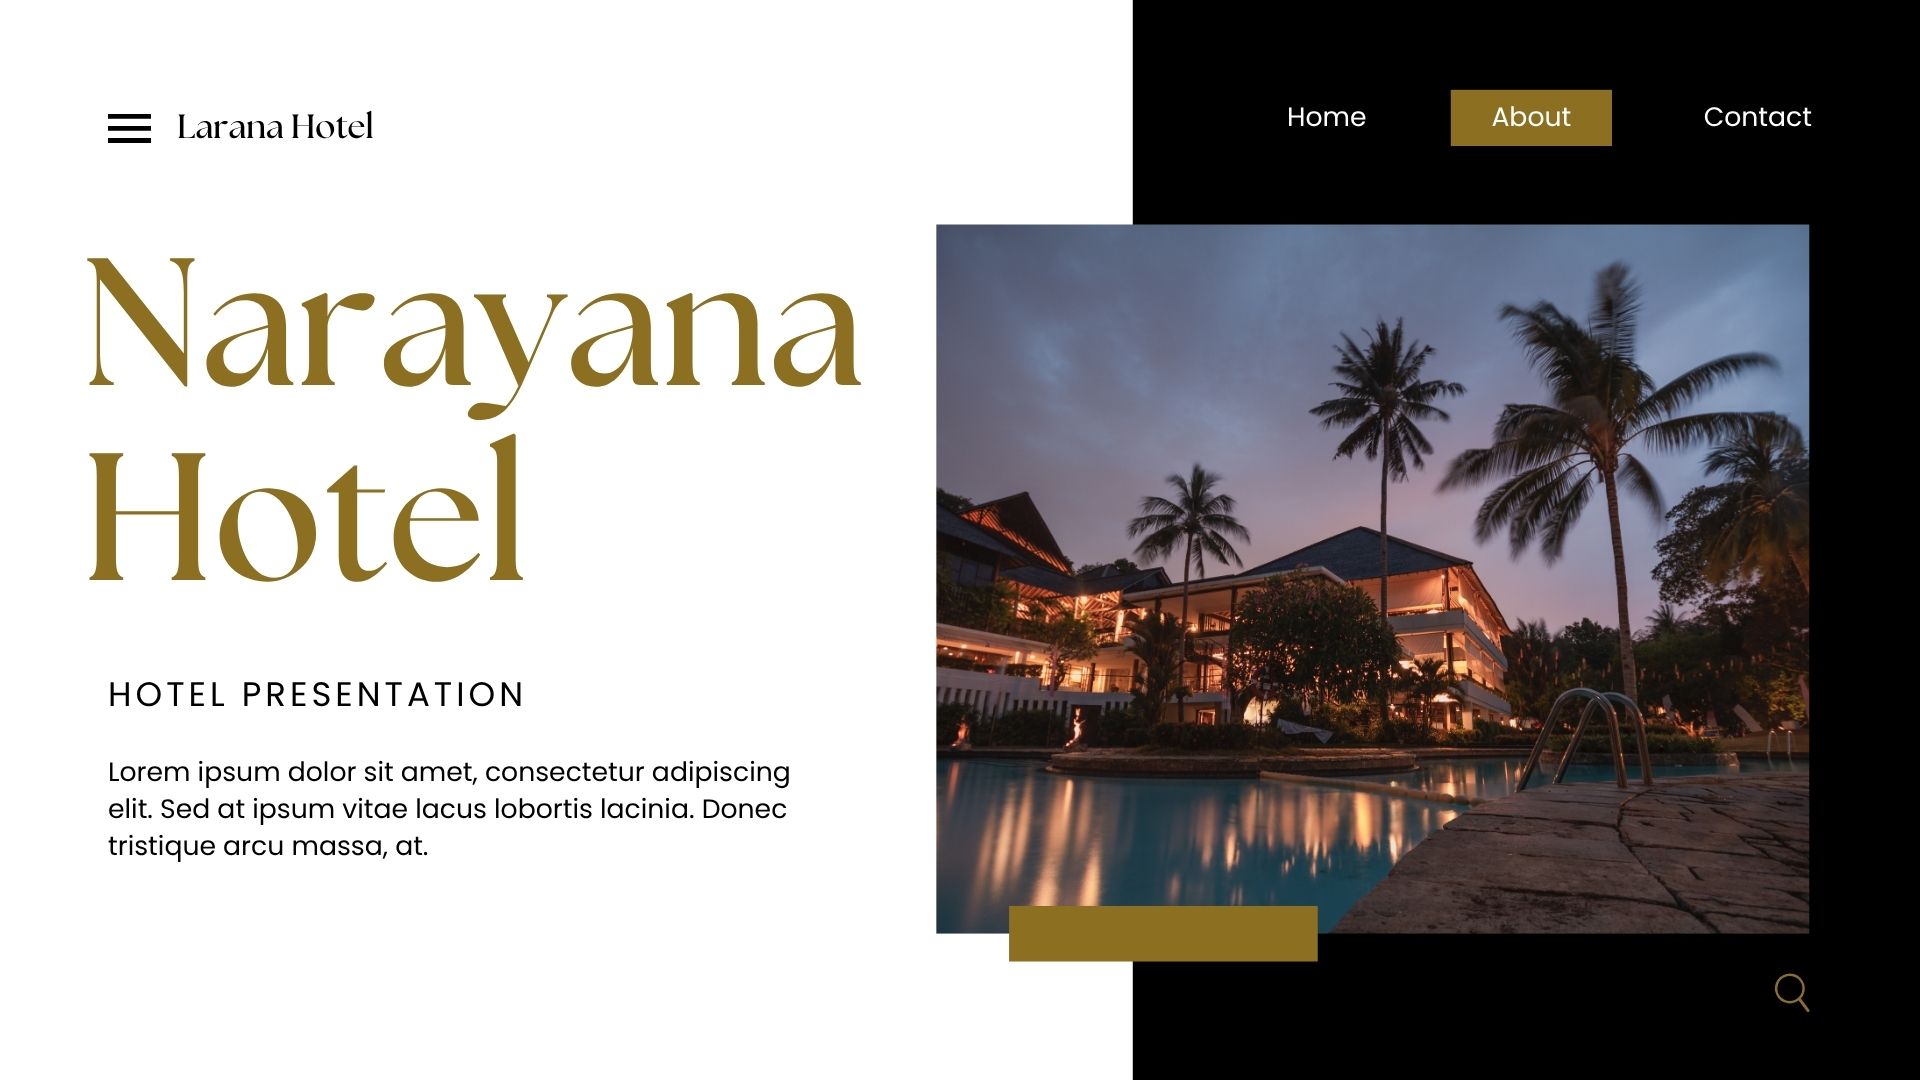 Larana Hotel
Home
About
Contact
Narayana
Hotel
HOTEL PRESENTATION
Lorem ipsum dolor sit amet, consectetur adipiscing
elit. Sed at ipsum vitae lacus lobortis lacinia. Donec
tristique arcu massa, at.